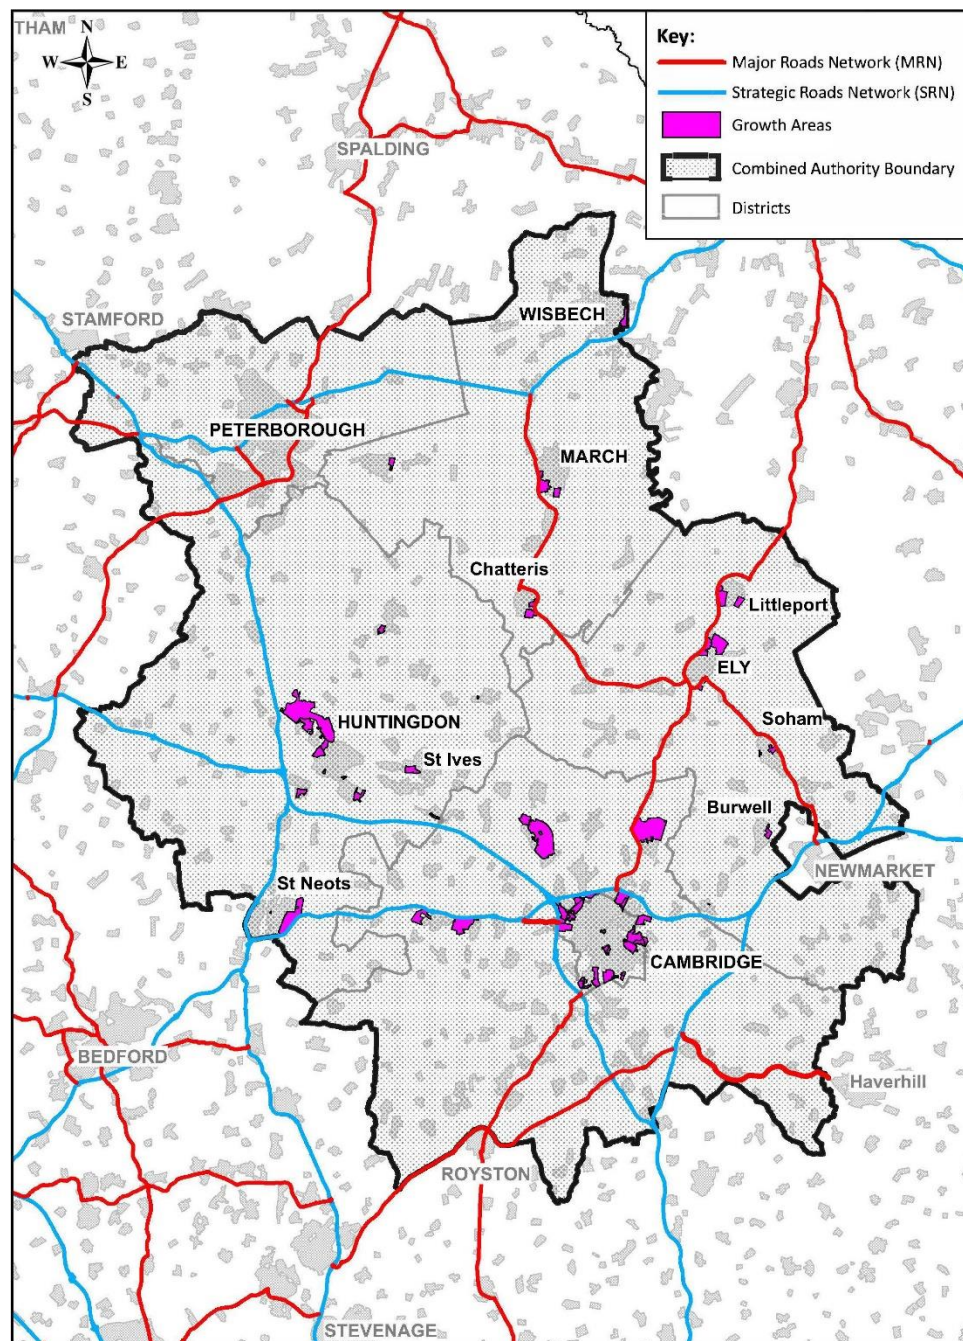 THAM
N
W E
S
Key:
Major Roads Network (MRN)
Strategic Roads Network (SRN)
Growth Areas
Combined Authority Boundary
Districts
SPALDING
STAMFORD
WISBECH
PETERBOROUGH
MARCH
Chatteris
Littleport
ELY
HUNTINGDON
Soham
St Ives
Burwell
NEWMARKET
St Neots
CAMBRIDGE
BEDFORD
Haverhill
ROYSTON
STEVENAGE